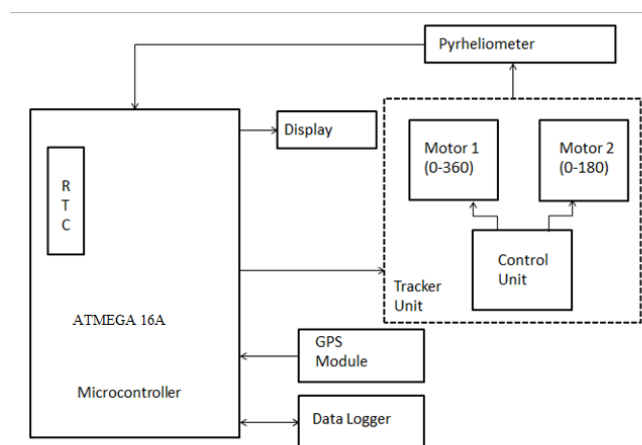 Pyrheliometer
Display
Motor 1
(0-360)
Motor 2
(0-180)
R
T
C
Control
Unit
Tracker
Unit
ATMEGA 16A
GPS
Module
Microcontroller
Data Logger